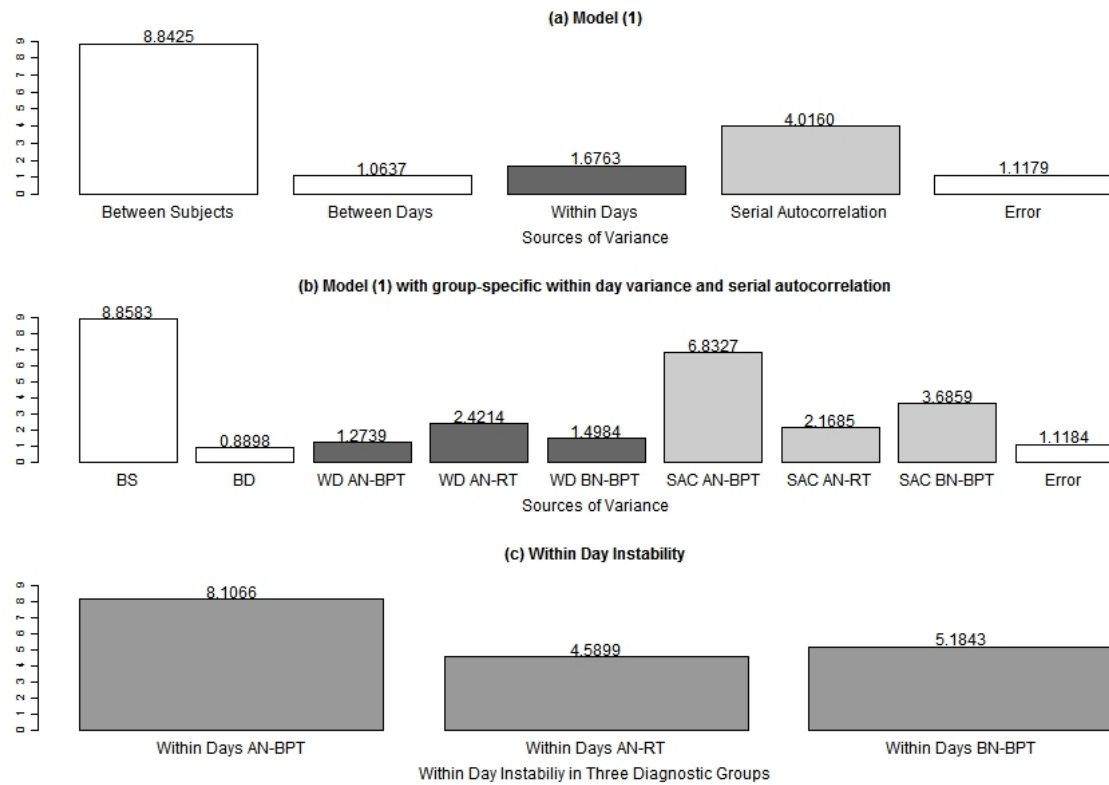 (a) Model (1)
8.8425
1.0637
1.6763
4.0160
1.1179
0 1 2 3 4 5 6 7 8 9
Between Subjects Between Days Within Days Serial Autocorrelation Error
Sources of Variance
(b) Model (1) with group-specific within day variance and serial autocorrelation
8.8583
0.8898
1.2739
2.4214
1.4984
6.8327
2.1685
3.6859
1.1184
0 1 2 3 4 5 6 7 8 9
BS BD WD AN-BPT WD AN-RT WD BN-BPT SAC AN-BPT SAC AN-RT SAC BN-BPT Error
Sources of Variance
(c) Within Day Instability
8.1066
4.5899
5.1843
0 1 2 3 4 5 6 7 8 9
Within Days AN-BPT Within Days AN-RT Within Days BN-BPT
Within Day Instabiliy in Three Diagnostic Groups